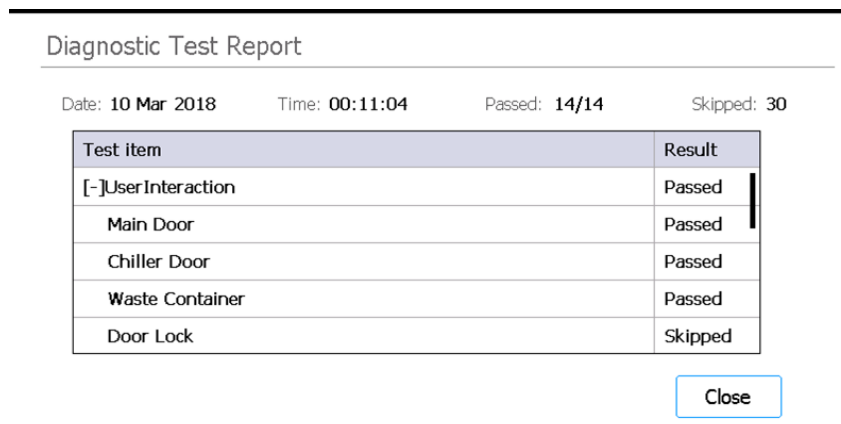 Diagnostic Test Report
Date: 10 Mar 2018 Time: 00:11:04 Passed: 14/14 Skipped: 30
Test item Result
[-]UserInteraction Passed
Main Door Passed
Chiller Door Passed
Waste Container Passed
Door Lock Skipped
Close